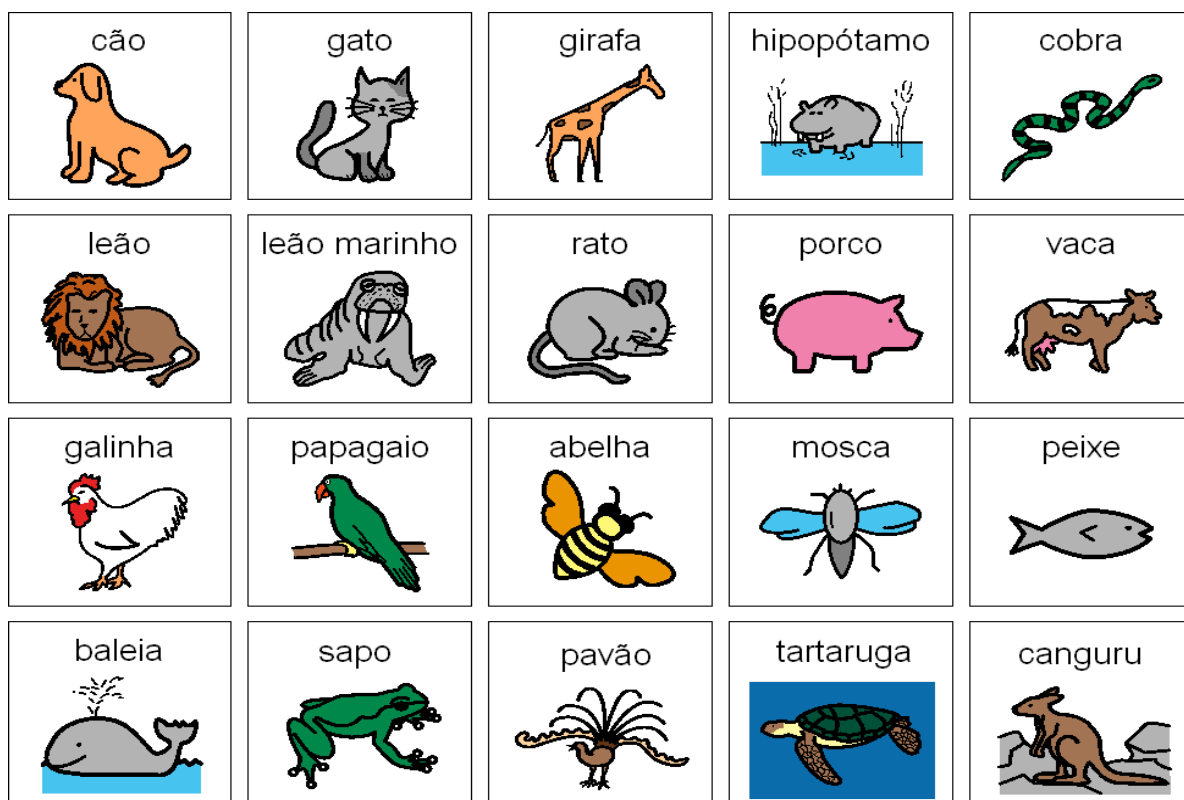 cão
gato
girafa
hipopótamo
cobra
leão
leão marinho
rato
porco
vaca
galinha
papagaio
abelha
mosca
peixe
baleia
sapo
pavão
tartaruga
canguru